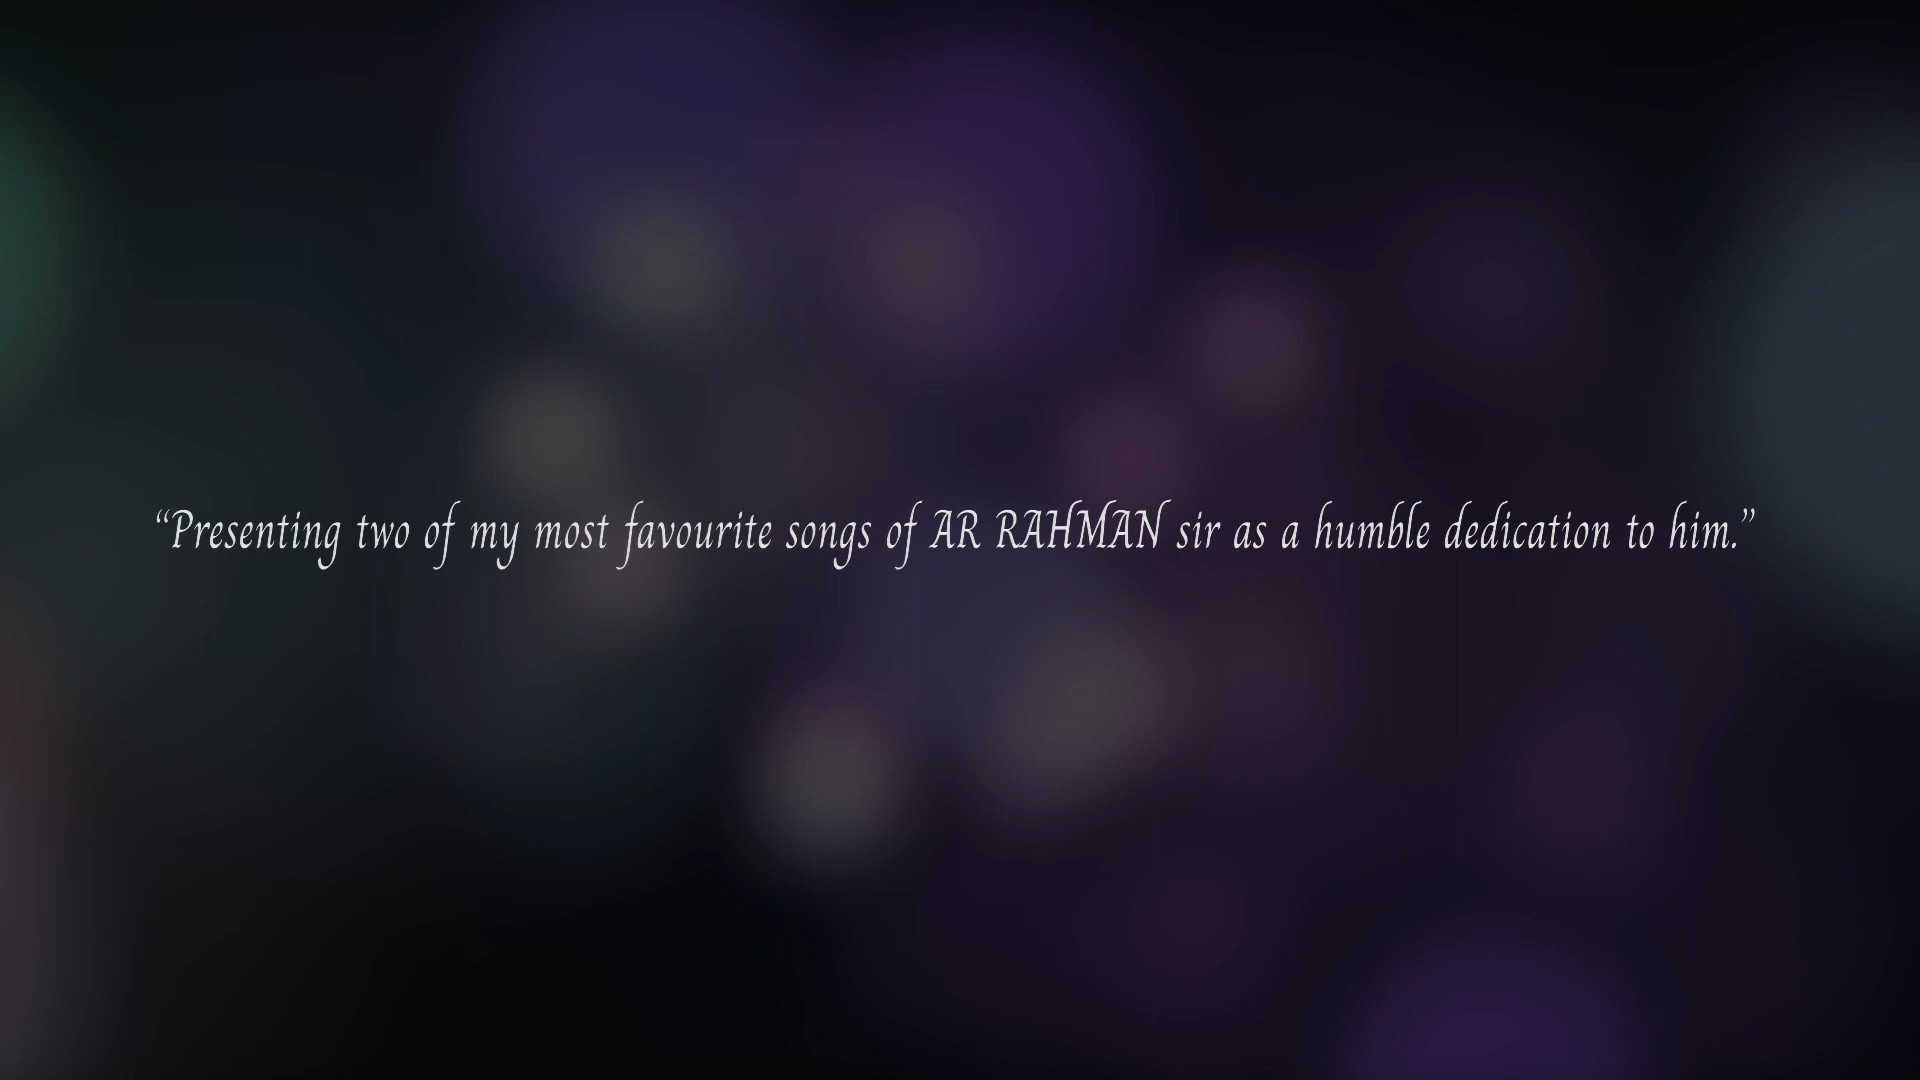 “Presenting two of my most favourite songs of AR RAHMAN sir as a humble dedication to him.”